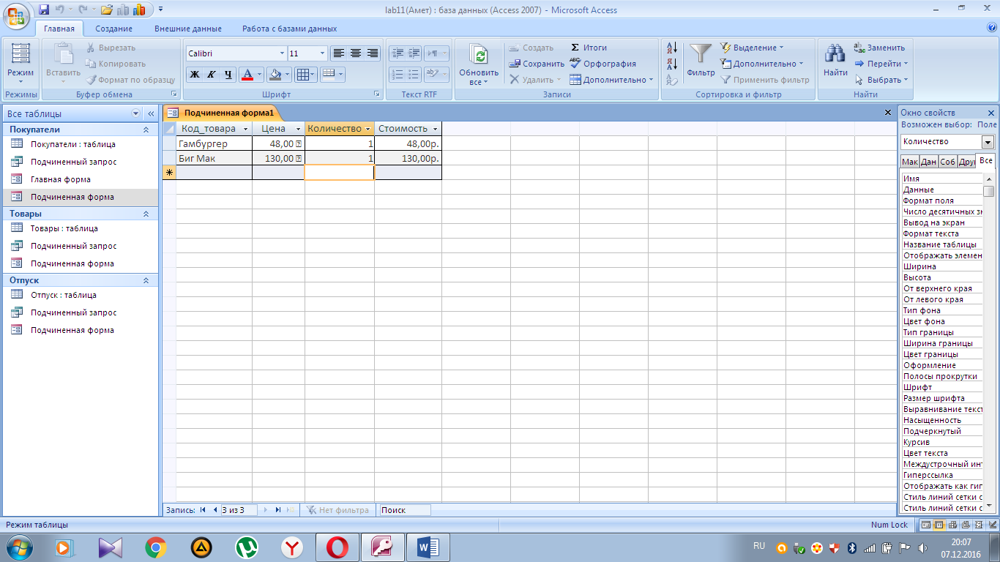 lab11(Амет) : база данных (Access 2007) - Microsoft Access
Главная Создание Внешние данные Работа с базами данных
Режим
Режимы
Вставить
Вырезать
Копировать
Формат по образцу
Буфер обмена
Calibri 11
Ж К Ч А
Шрифт
Текст RTF
Обновить все
Создать
Сохранить
Удалить
Итоги
Орфография
Дополнительно
Записи
Фильтр
Выделение
Дополнительно
Применить фильтр
Сортировка и фильтр
Найти
Заменить
Перейти
Выбрать
Найти
Все таблицы
Покупатели
Покупатели : таблица
Подчиненный запрос
Главная форма
Подчиненная форма
Товары
Товары : таблица
Подчиненный запрос
Подчиненная форма
Отпуск
Отпуск : таблица
Подчиненный запрос
Подчиненная форма
Подчиненная форма1
Код_товара Цена Количество Стоимость
Гамбургер 48,00 1 48,00р.
Биг Мак 130,00 1 130,00р.
Запись: 3 из 3 Нет фильтра Поиск
Окно свойств
Возможен выбор: Поле
Количество
Мак Дан Соб Дру Все
Имя
Данные
Формат поля
Число десятичных зн
Вывод на экран
Формат текста
Название таблицы
Отображать элемен
Ширина
Высота
От верхнего края
От левого края
Тип фона
Цвет фона
Тип границы
Ширина границы
Цвет границы
Оформление
Полосы прокрутки
Шрифт
Размер шрифта
Выравнивание текст
Насыщенность
Подчеркнутый
Курсив
Цвет текста
Междустрочный инт
Гиперссылка
Отображать как гип
Стиль линий сетки с
Стиль линий сетки с
Режим таблицы
Num Lock
RU
20:07
07.12.2016